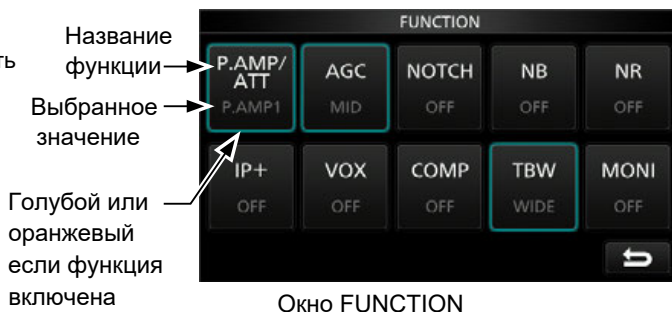 FUNCTION
Название
функции
ть
Выбранное
значение
Голубой или
оранжевый
если функция
включена
P.AMP/
ATT
P.AMP1
AGC
MID
NOTCH
OFF
NB
OFF
NR
OFF
IP+
OFF
VOX
OFF
COMP
OFF
TBW
WIDE
MONI
OFF
Окно FUNCTION